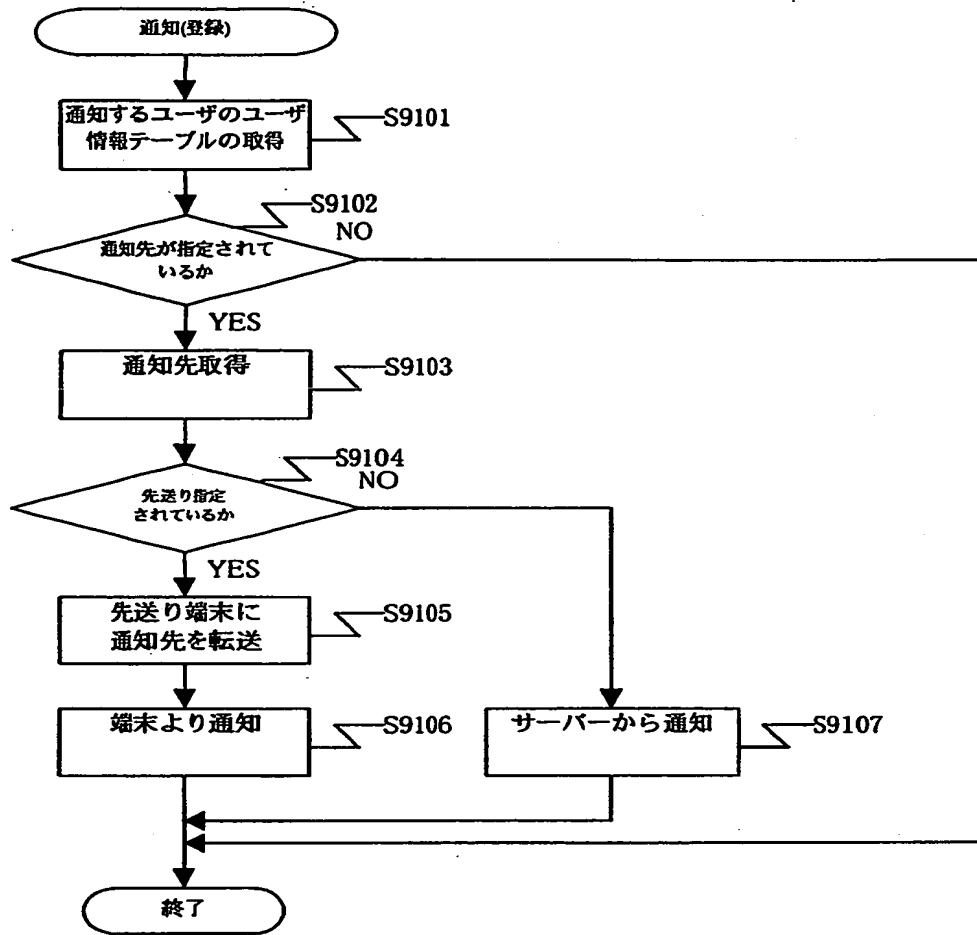 通知(登録)
通知するユーザのユーザ
情報テーブルの取得
S9101
S9102
NO
通知先が指定されて
いるか
YES
通知先取得
S9103
S9104
NO
先送り指定
されているか
YES
先送り端末に
通知先を転送
S9105
端末より通知
S9106
サーバーから通知
S9107
終了